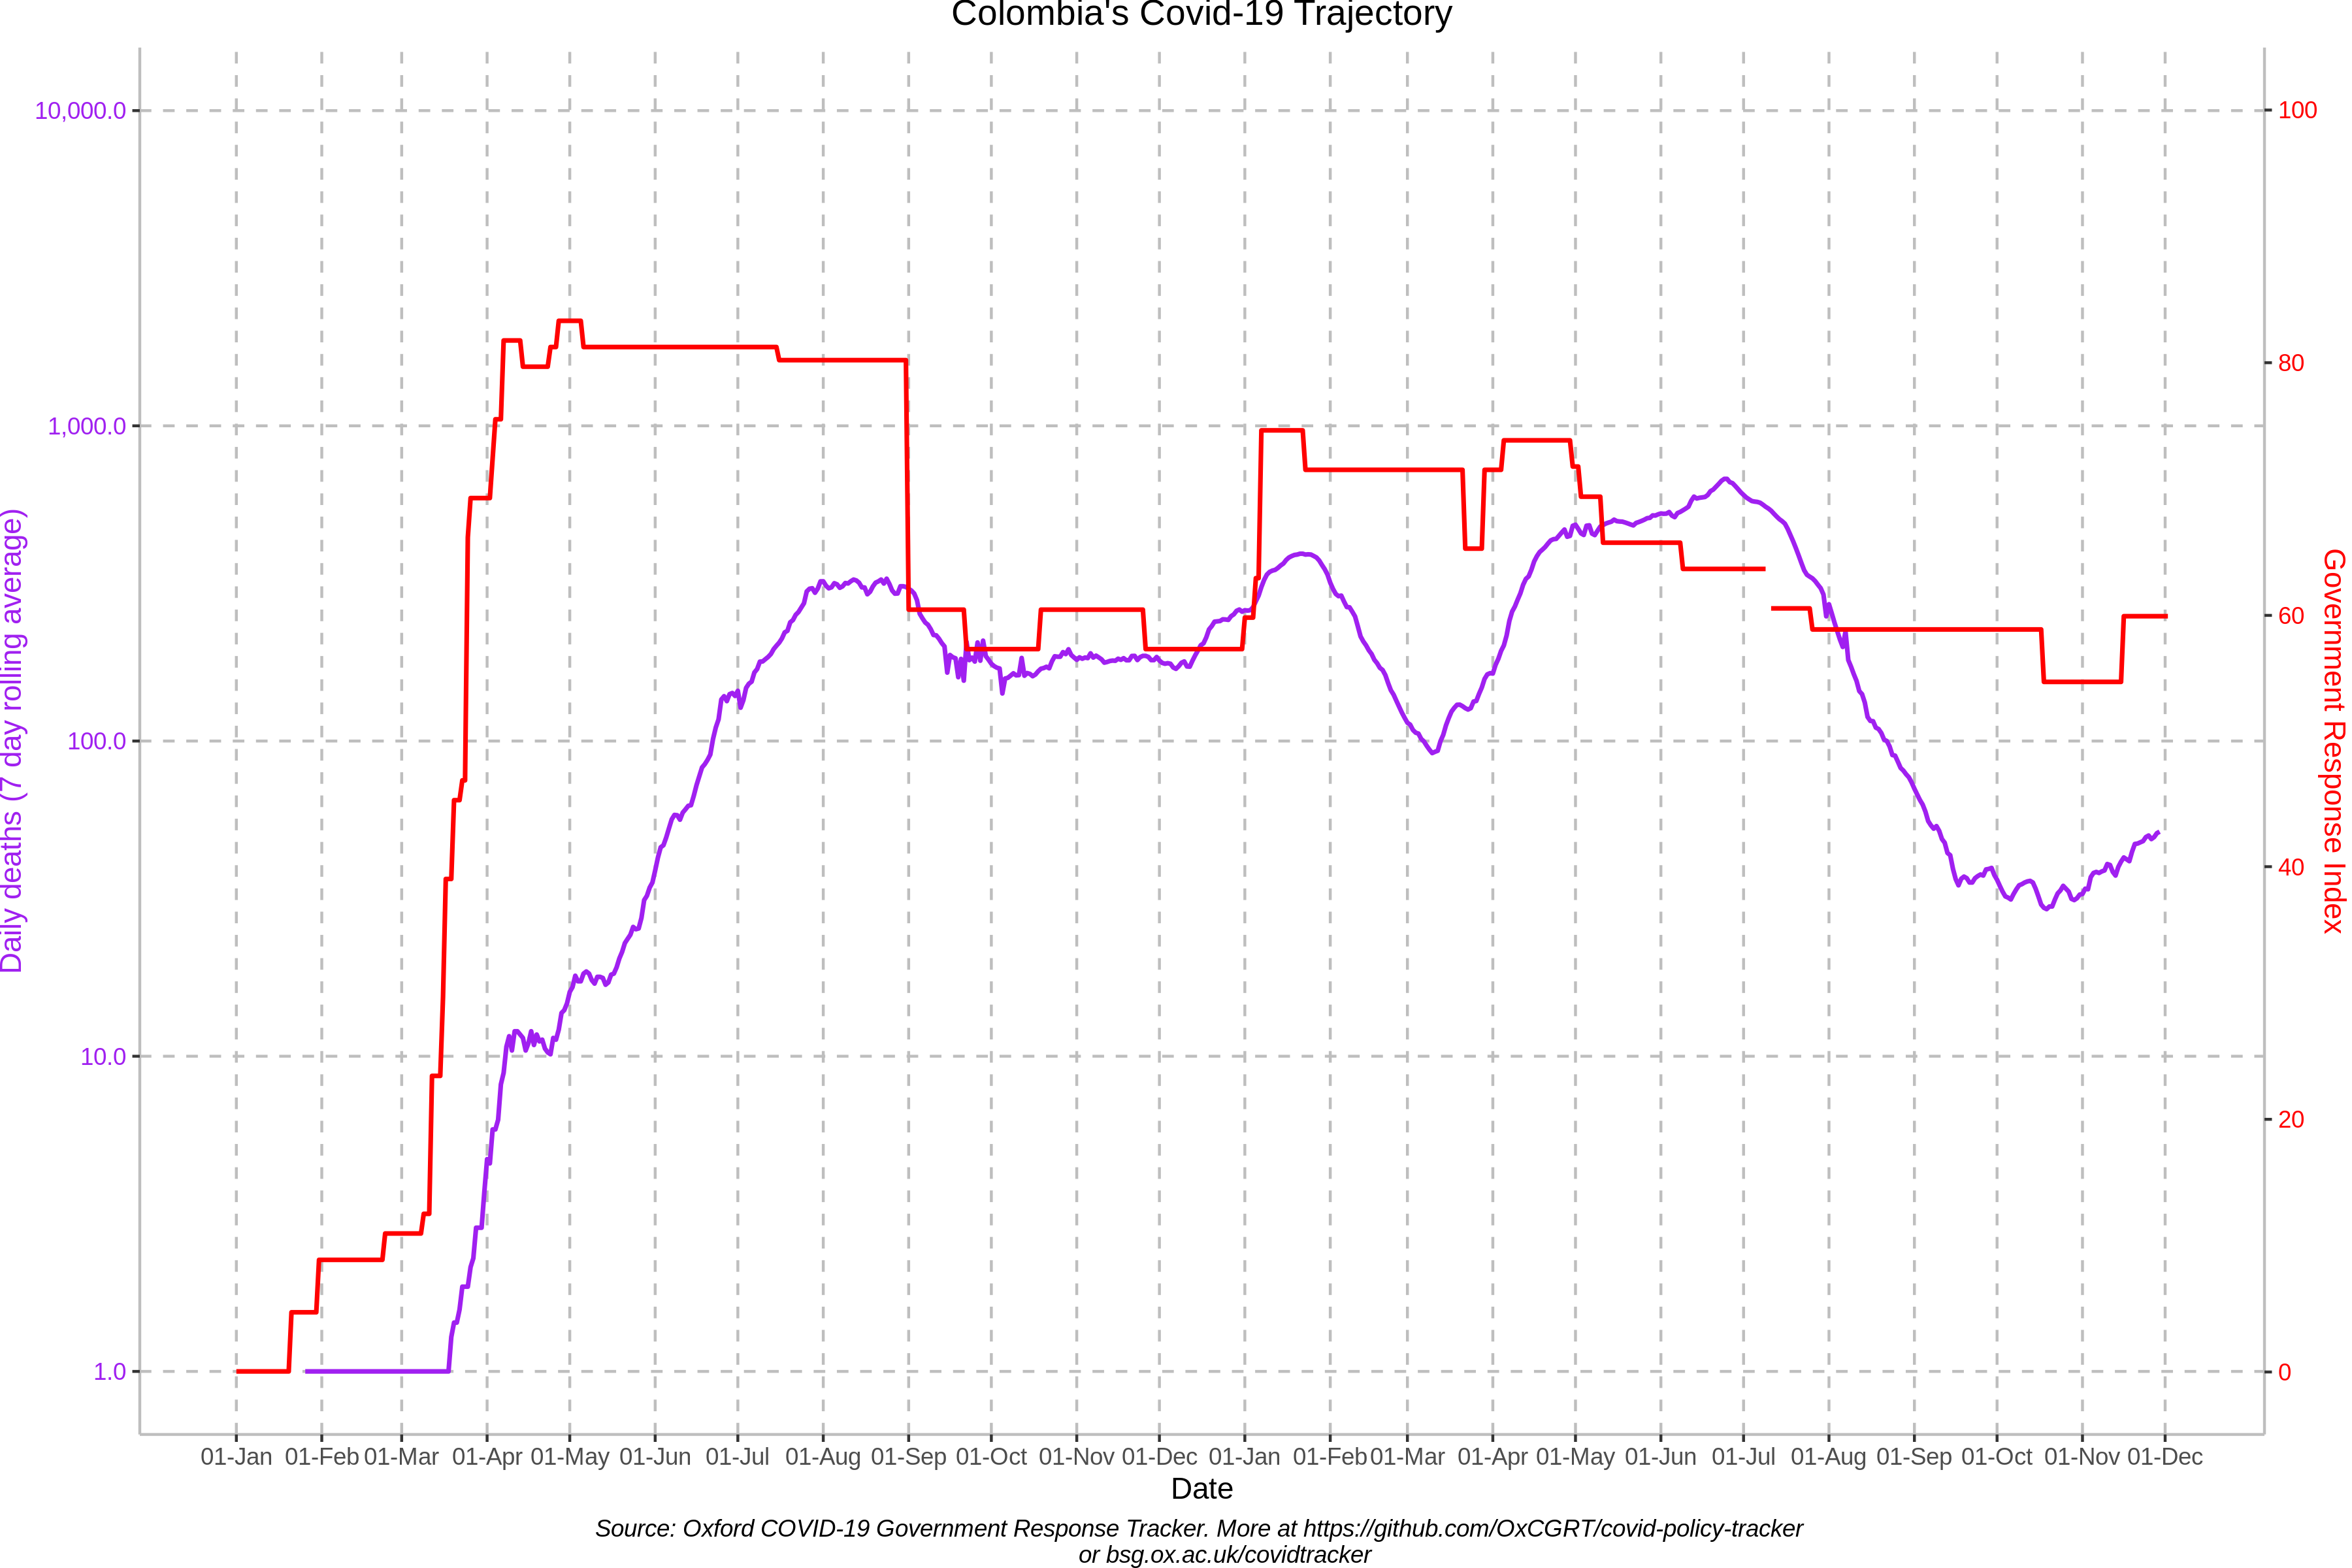 Colombia's Covid-19 Trajectory
10,000.0
1,000.0
100.0
10.0
1.0
Daily deaths (7 day rolling average)
100
80
60
40
20
0
Government Response Index
01-Jan 01-Feb 01-Mar 01-Apr 01-May 01-Jun 01-Jul 01-Aug 01-Sep 01-Oct 01-Nov 01-Dec 01-Jan 01-Feb 01-Mar 01-Apr 01-May 01-Jun 01-Jul 01-Aug 01-Sep 01-Oct 01-Nov 01-Dec
Date
Source: Oxford COVID-19 Government Response Tracker. More at https://github.com/OxCGRT/covid-policy-tracker
or bsg.ox.ac.uk/covidtracker